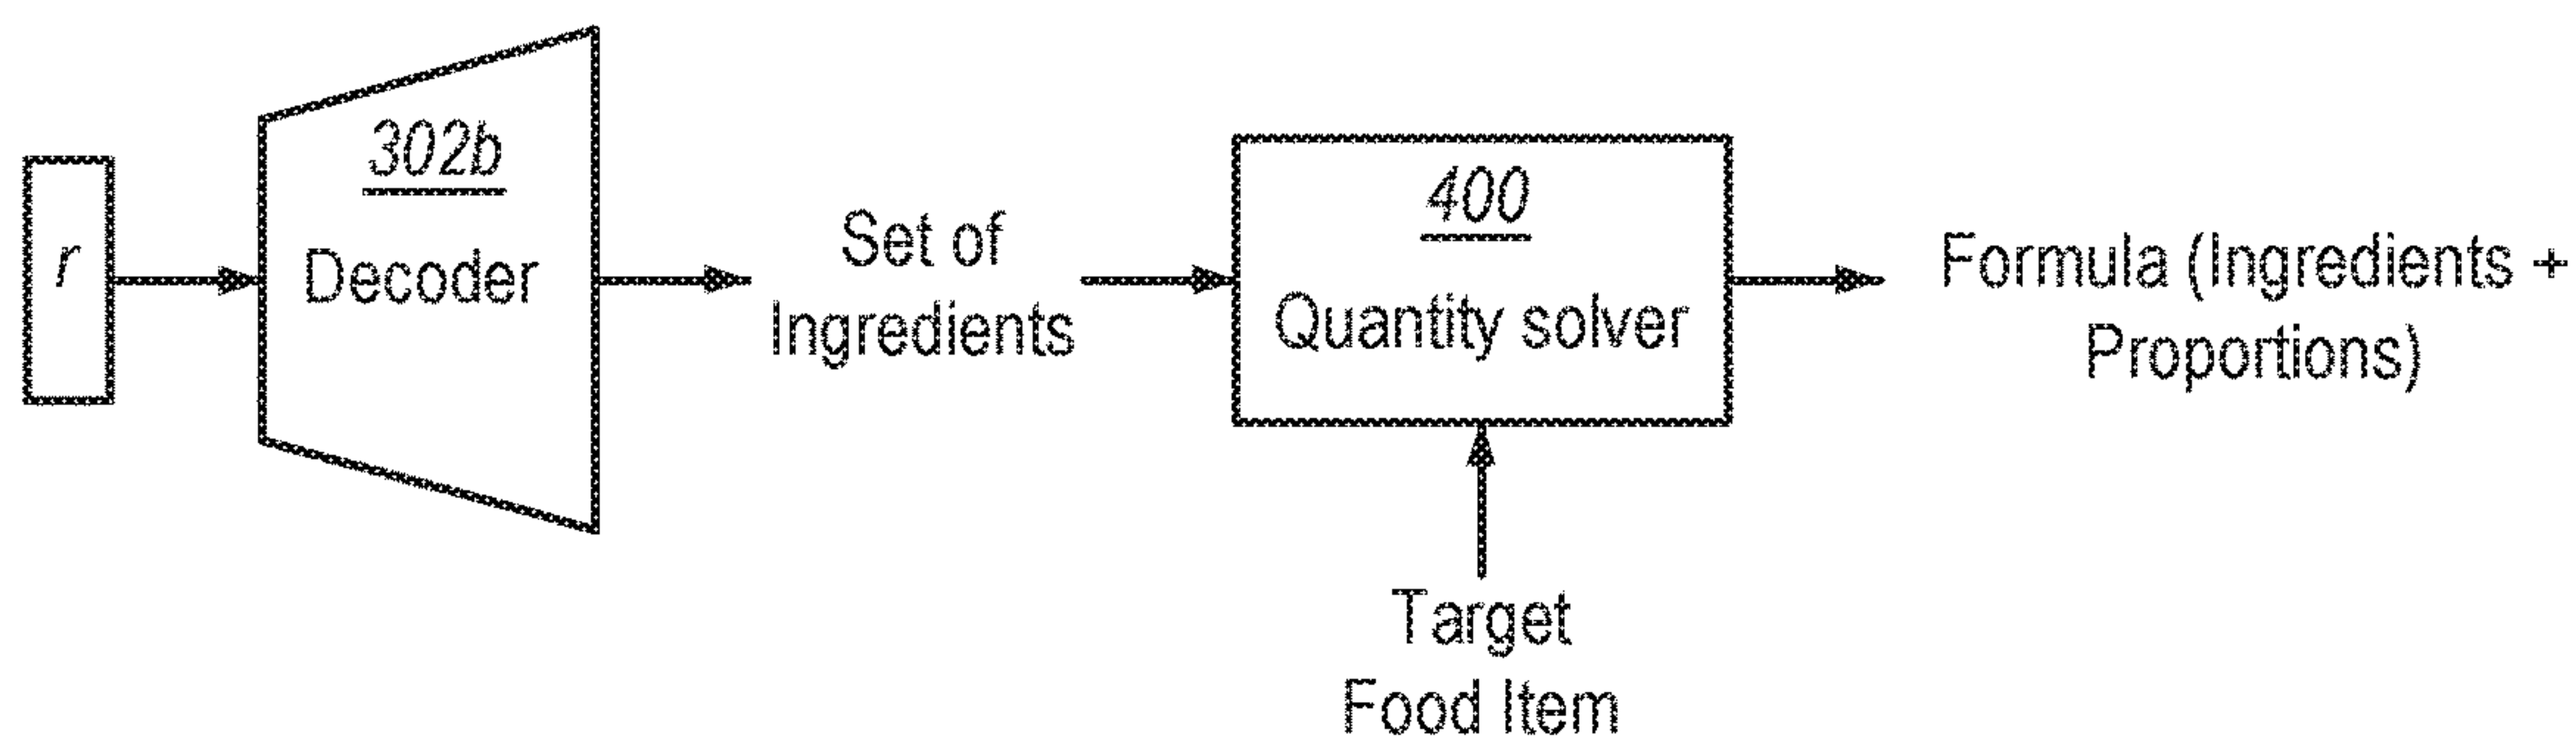 r
302b
Decoder
Set of
Ingredients
400
Quantity solver
Target
Food Item
Formula (Ingredients +
Proportions)